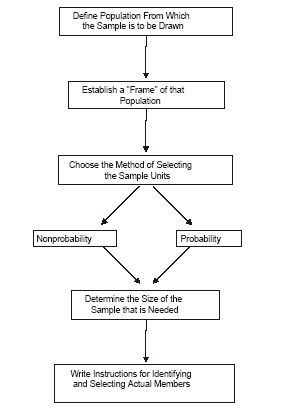 Define Population From Which
the Sample is to be Drawn
Establish a "Frame" of that
Population
Choose the Method of Selecting
the Sample Units
Nonprobability
Probability
Determine the Size of the
Sample that is Needed
Write Instructions for Identifying
and Selecting Actual Members